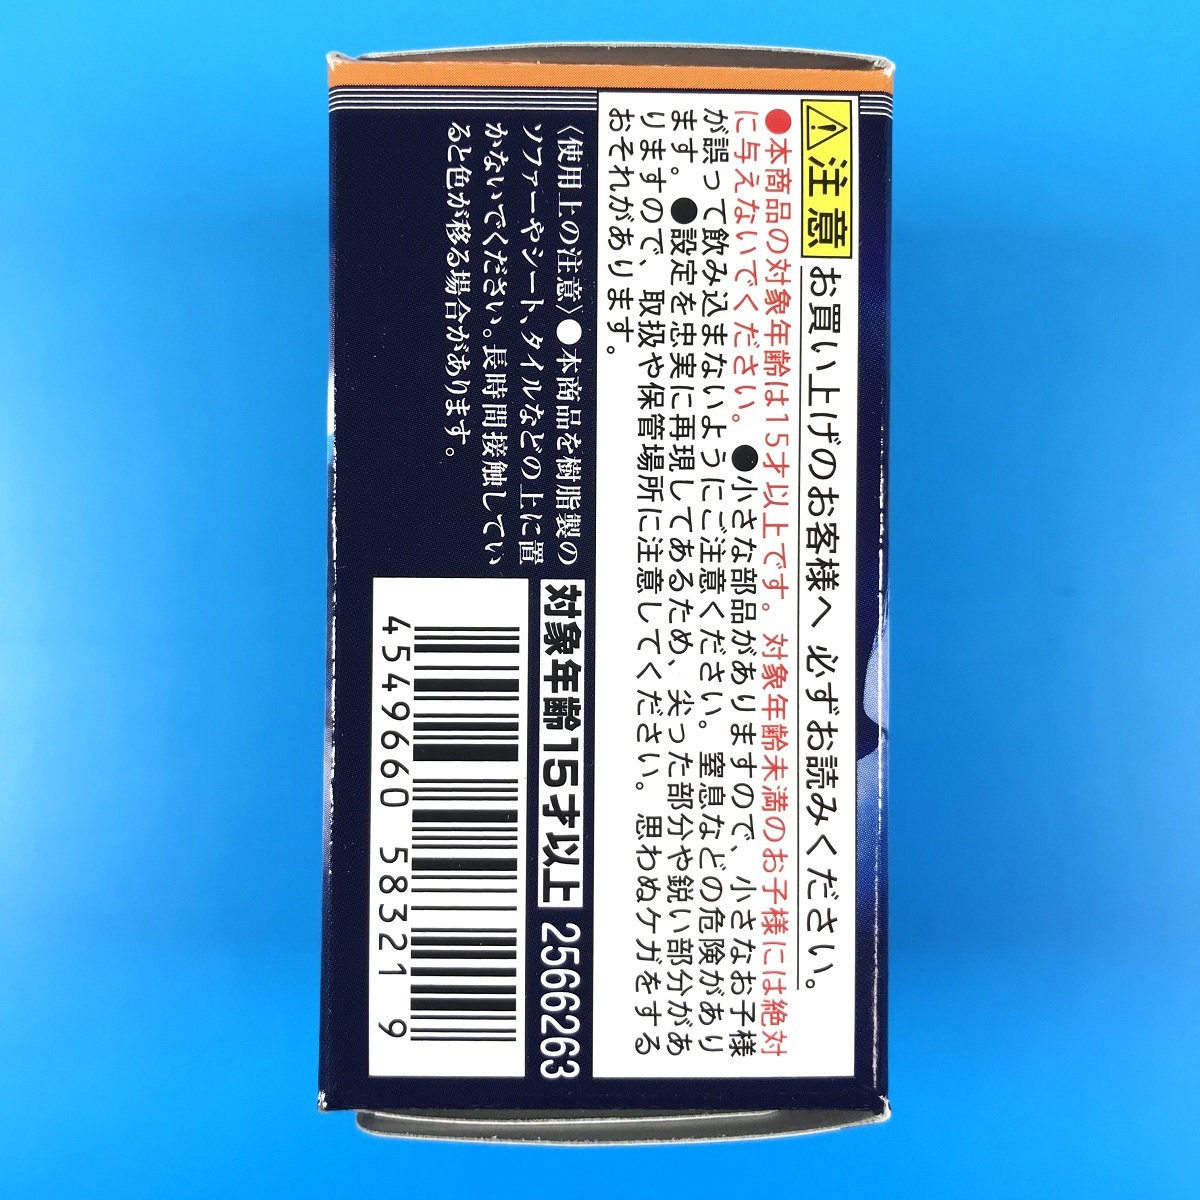 ⚠注意 お買い上げのお客様へ 必ずお読みください。
●本商品の対象年齢は15才以上です。対象年齢未満のお子様には絶対
に与えないでください。●小さな部品がありますので、小さなお子様
が誤って飲み込まないようにご注意ください。窒息などの危険があり
ます。●設定を忠実に再現してあるため、尖った部分や鋭い部分があ
りますので、取扱や保管場所に注意してください。思わぬケガをする
おそれがあります。
〈使用上の注意〉●本商品を樹脂製の
ソファーやシート、タイルなどの上に置
かないでください。長時間接触してい
ると色が移る場合があります。
対象年齢15才以上 2566263
4549660 583219